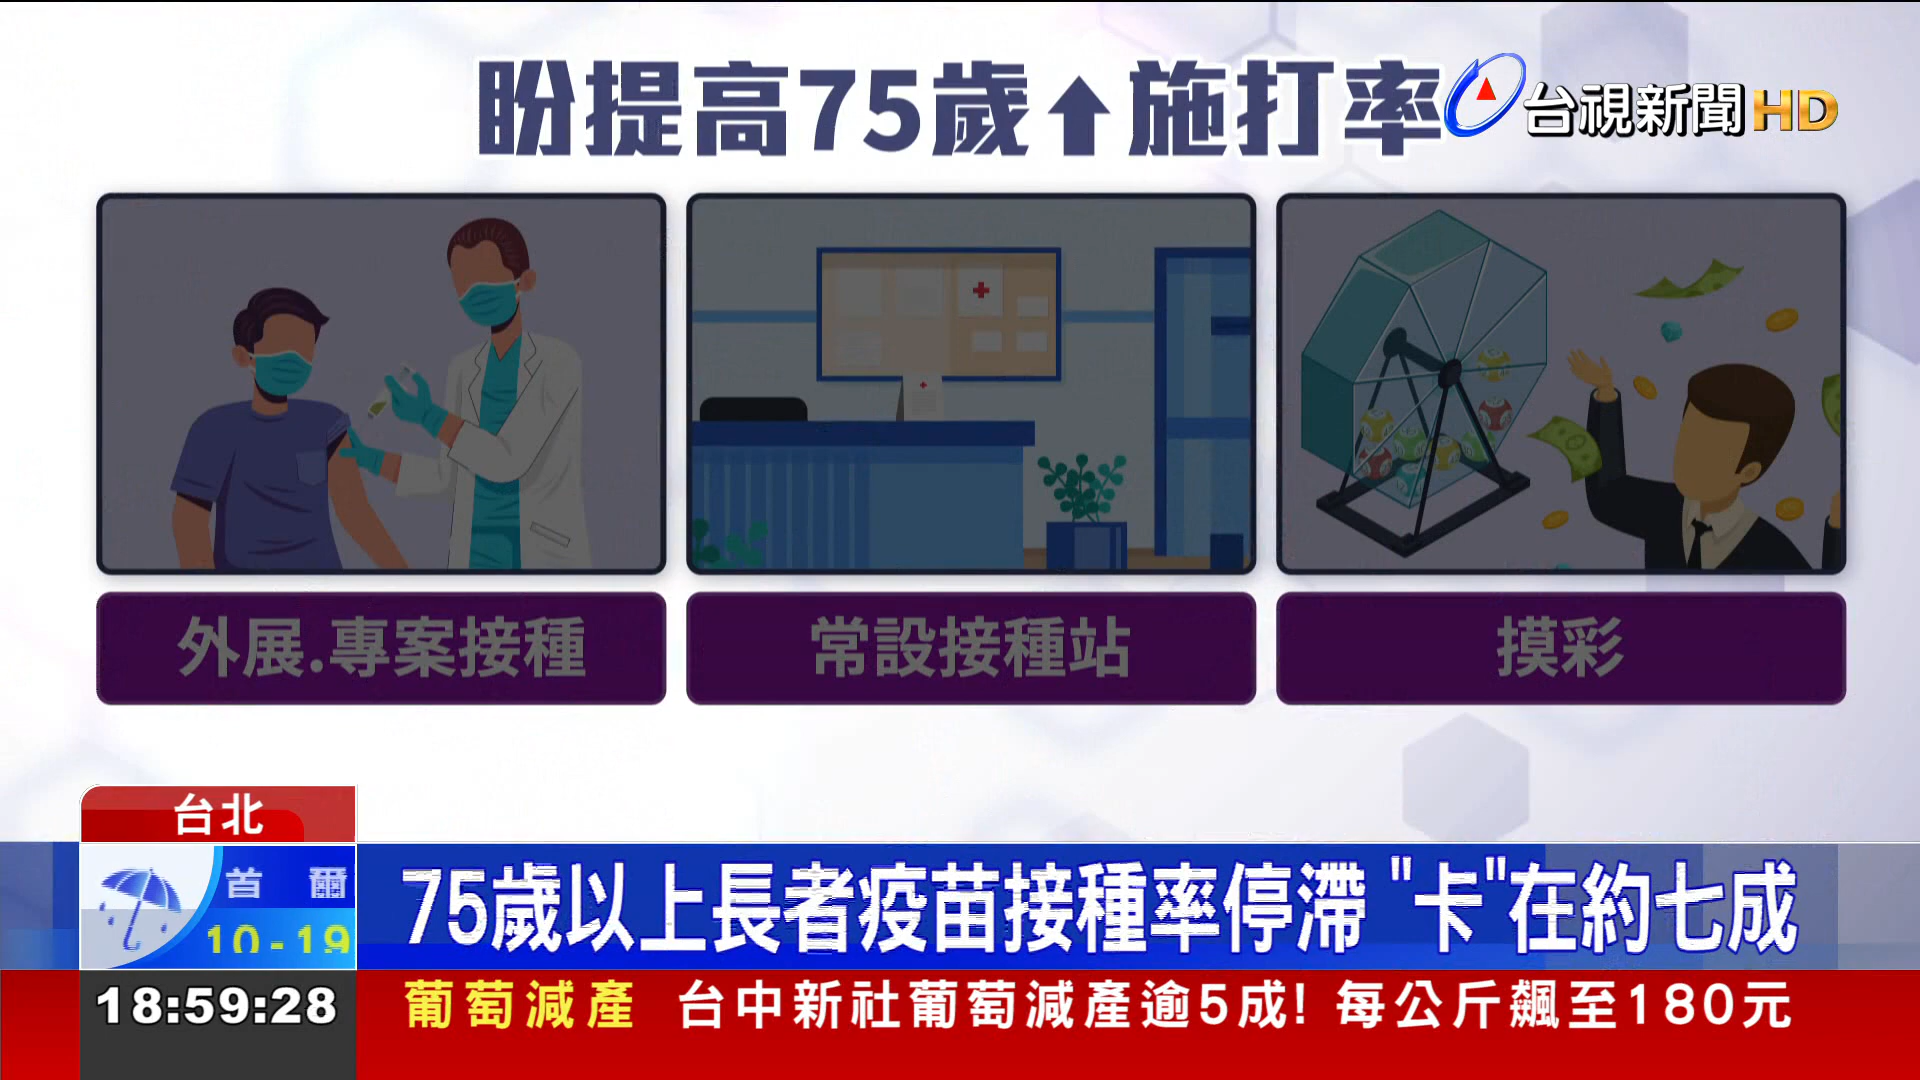 盼提高75歲↑施打率
台視新聞HD
外展.專案接種
常設接種站
摸彩
台北
首爾
10-19
75歲以上長者疫苗接種率停滯 "卡"在約七成
18:59:28
葡萄減產 台中新社葡萄減產逾5成! 每公斤飆至180元